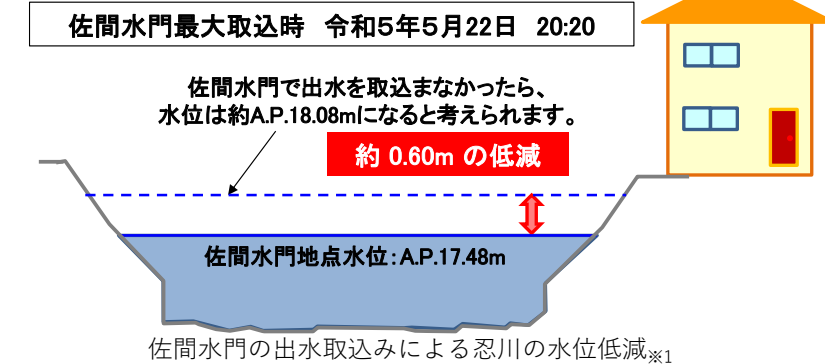 佐間水門最大取込時 令和5年5月22日 20:20
佐間水門で出水を取込まなかったら、
水位は約A.P.18.08mになると考えられます。
約 0.60m の低減
佐間水門地点水位:A.P.17.48m
佐間水門の出水取込みによる忍川の水位低減※1